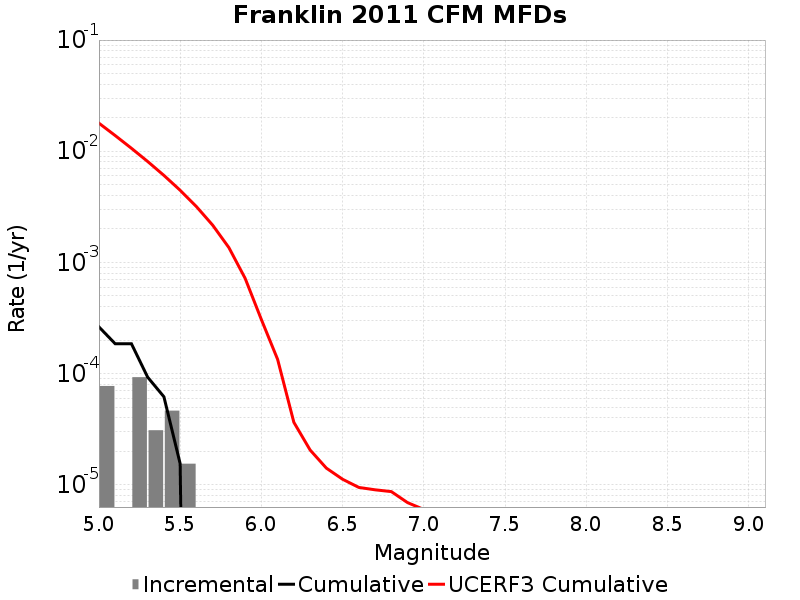 Franklin 2011 CFM MFDs
10-1
10-2
10-3
10-4
10-5
Rate (1/yr)
5.0 5.5 6.0 6.5 7.0 7.5 8.0 8.5 9.0
Magnitude
Incremental Cumulative UCERF3 Cumulative